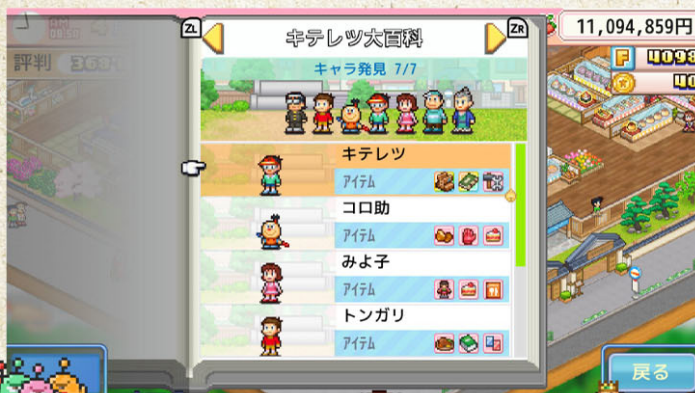 ZL
キテレツ大百科
ZR
11,094,859円
キャラ発見 7/7
評判
F
キテレツ
アイテム
コロ助
アイテム
みよ子
アイテム
トンガリ
アイテム
戻る